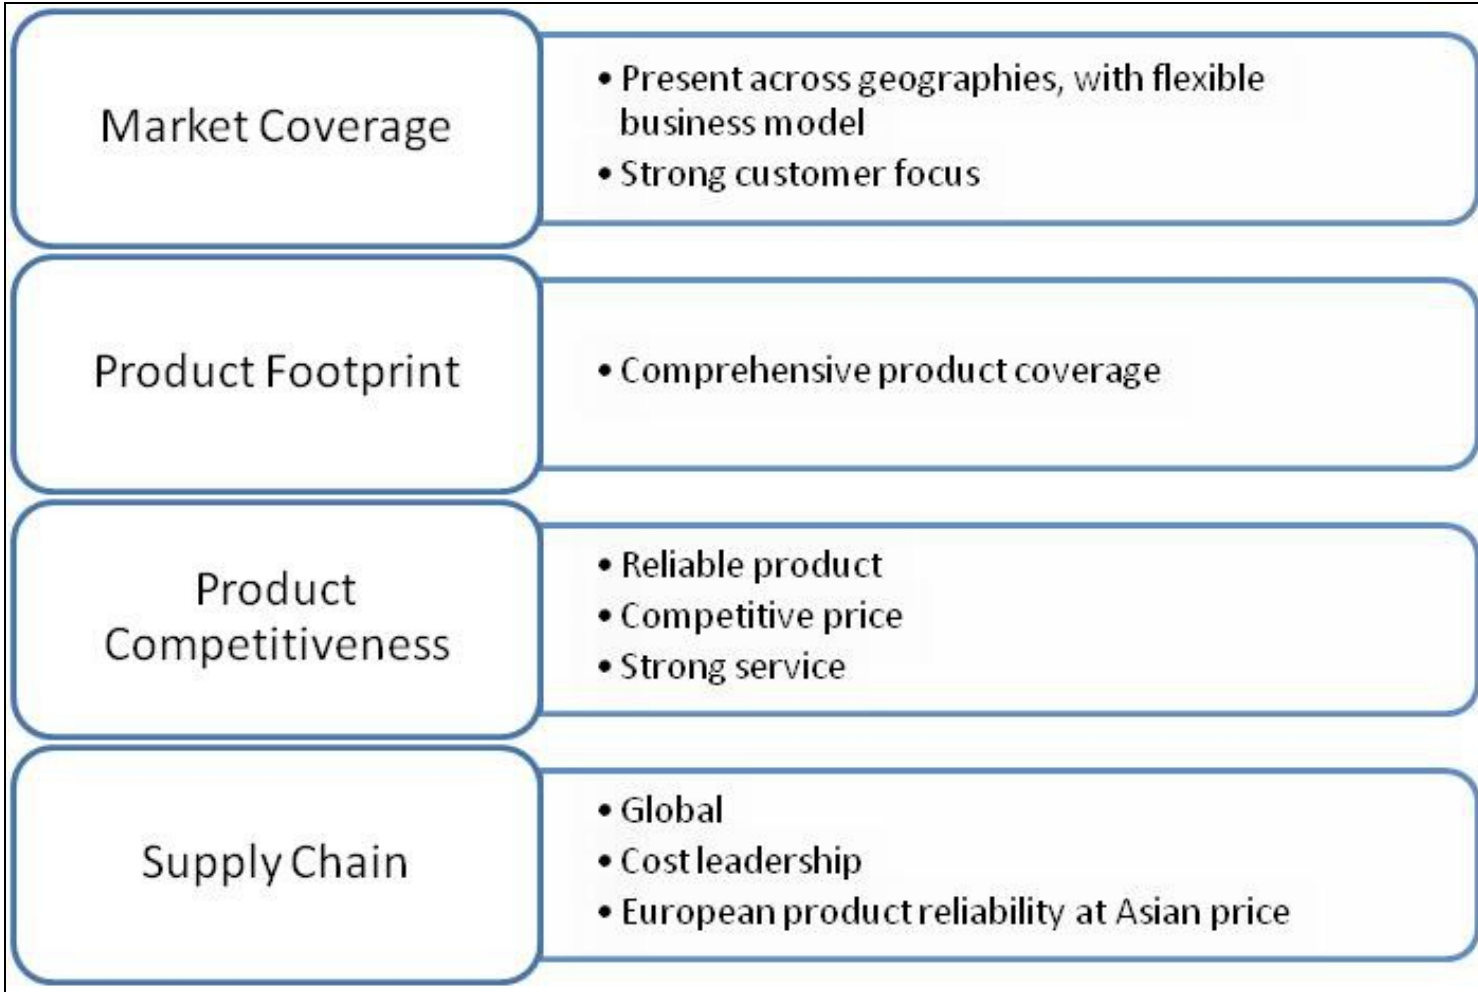 Market Coverage
• Present across geographies, with flexible
business model
• Strong customer focus
Product Footprint
• Comprehensive product coverage
Product
Competitiveness
• Reliable product
• Competitive price
• Strong service
Supply Chain
• Global
• Cost leadership
• European product reliability at Asian price